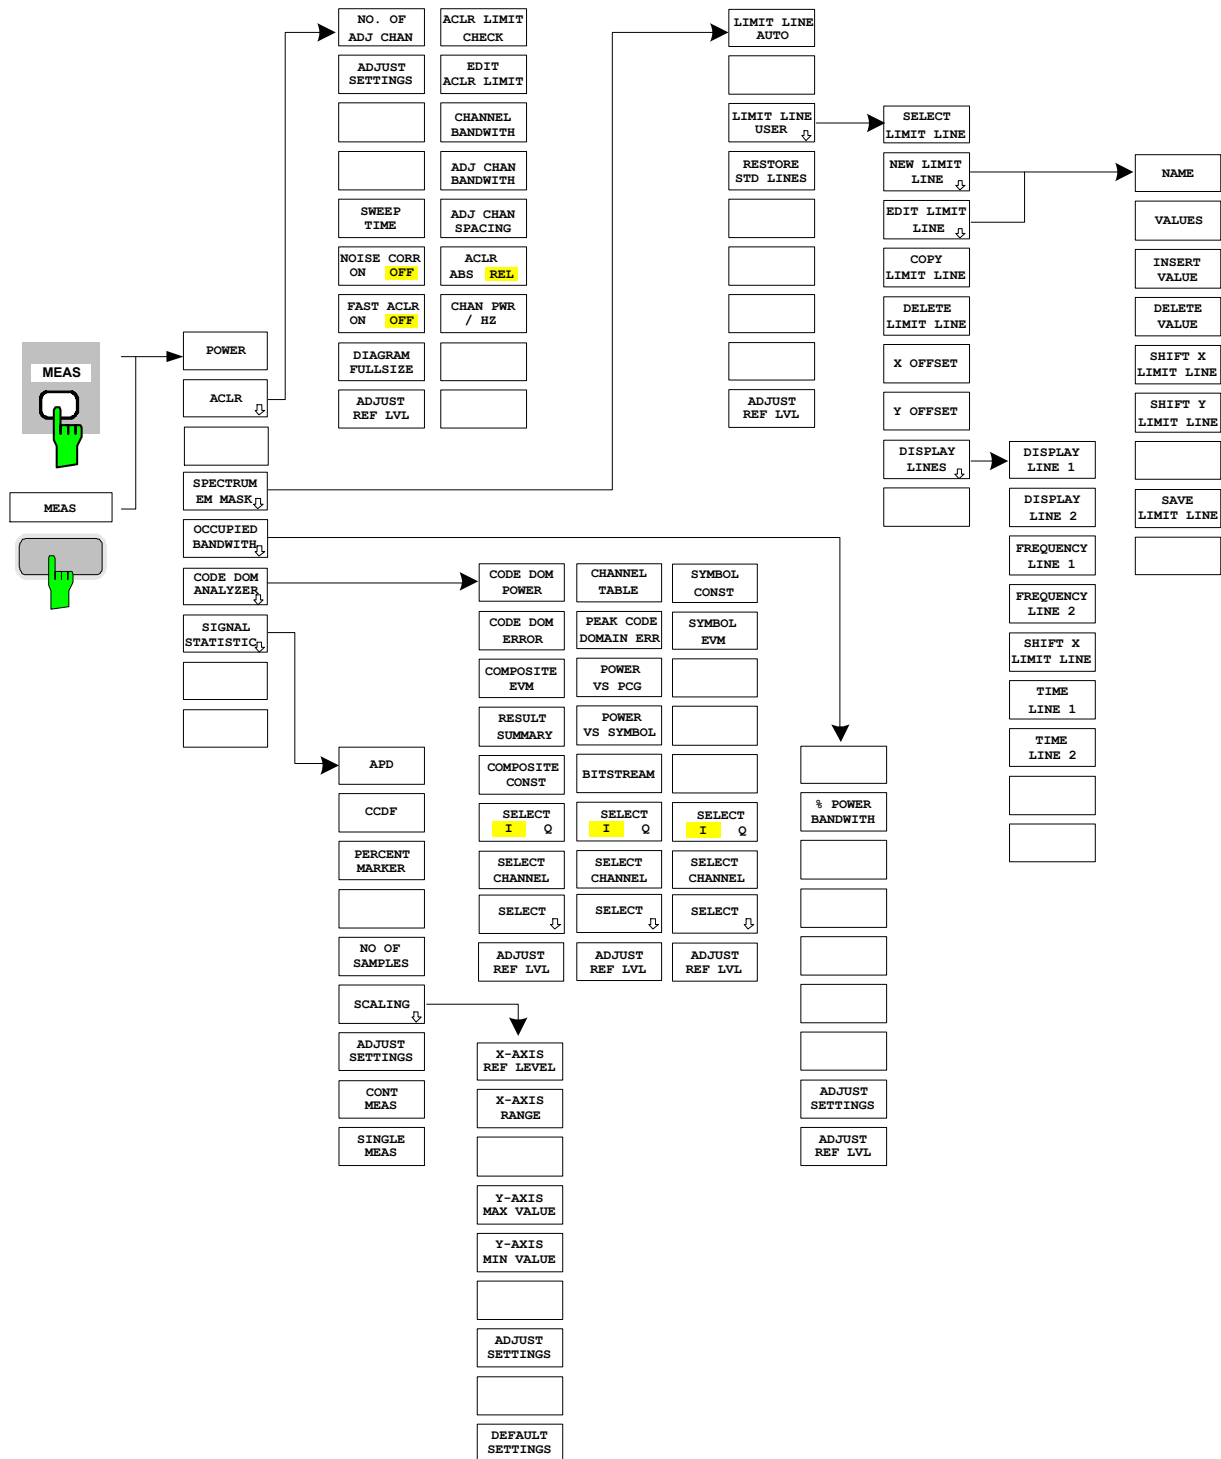 MEAS
MEAS
POWER
ACLR
SPECTRUM
EM MASK
OCCUPIED
BANDWITH
CODE DOM
ANALYZER
SIGNAL
STATISTIC
NO. OF
ADJ CHAN
ADJUST
SETTINGS
SWEEP
TIME
NOISE CORR
ON OFF
FAST ACLR
ON OFF
DIAGRAM
FULLSIZE
ADJUST
REF LVL
ACLR LIMIT
CHECK
EDIT
ACLR LIMIT
CHANNEL
BANDWITH
ADJ CHAN
BANDWITH
ADJ CHAN
SPACING
ACLR
ABS REL
CHAN PWR
/ HZ
LIMIT LINE
AUTO
LIMIT LINE
USER
RESTORE
STD LINES
ADJUST
REF LVL
SELECT
LIMIT LINE
NEW LIMIT
LINE
EDIT LIMIT
LINE
COPY
LIMIT LINE
DELETE
LIMIT LINE
X OFFSET
Y OFFSET
DISPLAY
LINES
NAME
VALUES
INSERT
VALUE
DELETE
VALUE
SHIFT X
LIMIT LINE
SHIFT Y
LIMIT LINE
SAVE
LIMIT LINE
DISPLAY
LINE 1
DISPLAY
LINE 2
FREQUENCY
LINE 1
FREQUENCY
LINE 2
SHIFT X
LIMIT LINE
TIME
LINE 1
TIME
LINE 2
CODE DOM
POWER
CODE DOM
ERROR
COMPOSITE
EVM
RESULT
SUMMARY
COMPOSITE
CONST
SELECT
I Q
SELECT
CHANNEL
SELECT
ADJUST
REF LVL
CHANNEL
TABLE
PEAK CODE
DOMAIN ERR
POWER
VS PCG
POWER
VS SYMBOL
BITSTREAM
SELECT
I Q
SELECT
CHANNEL
SELECT
ADJUST
REF LVL
SYMBOL
CONST
SYMBOL
EVM
SELECT
I Q
SELECT
CHANNEL
SELECT
ADJUST
REF LVL
% POWER
BANDWITH
ADJUST
SETTINGS
ADJUST
REF LVL
APD
CCDF
PERCENT
MARKER
NO OF
SAMPLES
SCALING
ADJUST
SETTINGS
CONT
MEAS
SINGLE
MEAS
X-AXIS
REF LEVEL
X-AXIS
RANGE
Y-AXIS
MAX VALUE
Y-AXIS
MIN VALUE
ADJUST
SETTINGS
DEFAULT
SETTINGS